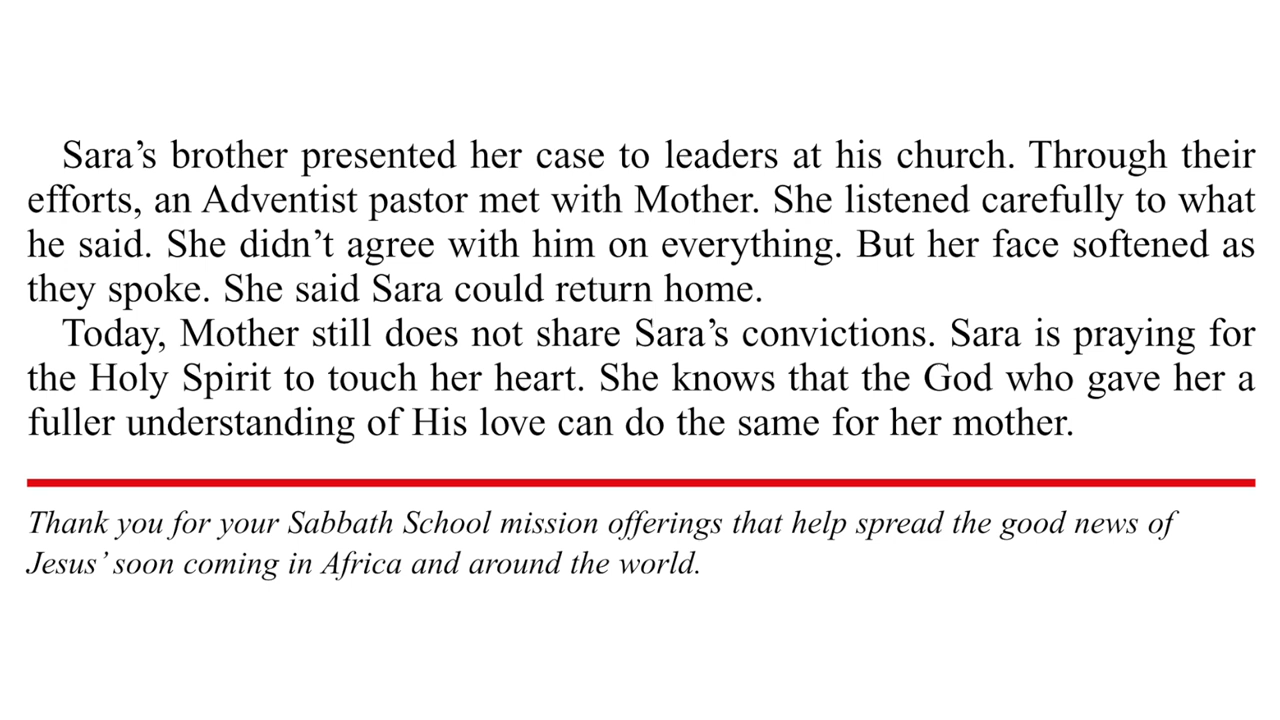 Sara’s brother presented her case to leaders at his church. Through their
efforts, an Adventist pastor met with Mother. She listened carefully to what
he said. She didn’t agree with him on everything. But her face softened as
they spoke. She said Sara could return home.
Today, Mother still does not share Sara’s convictions. Sara is praying for
the Holy Spirit to touch her heart. She knows that the God who gave her a
fuller understanding of His love can do the same for her mother.
Thank you for your Sabbath School mission offerings that help spread the good news of
Jesus’ soon coming in Africa and around the world.